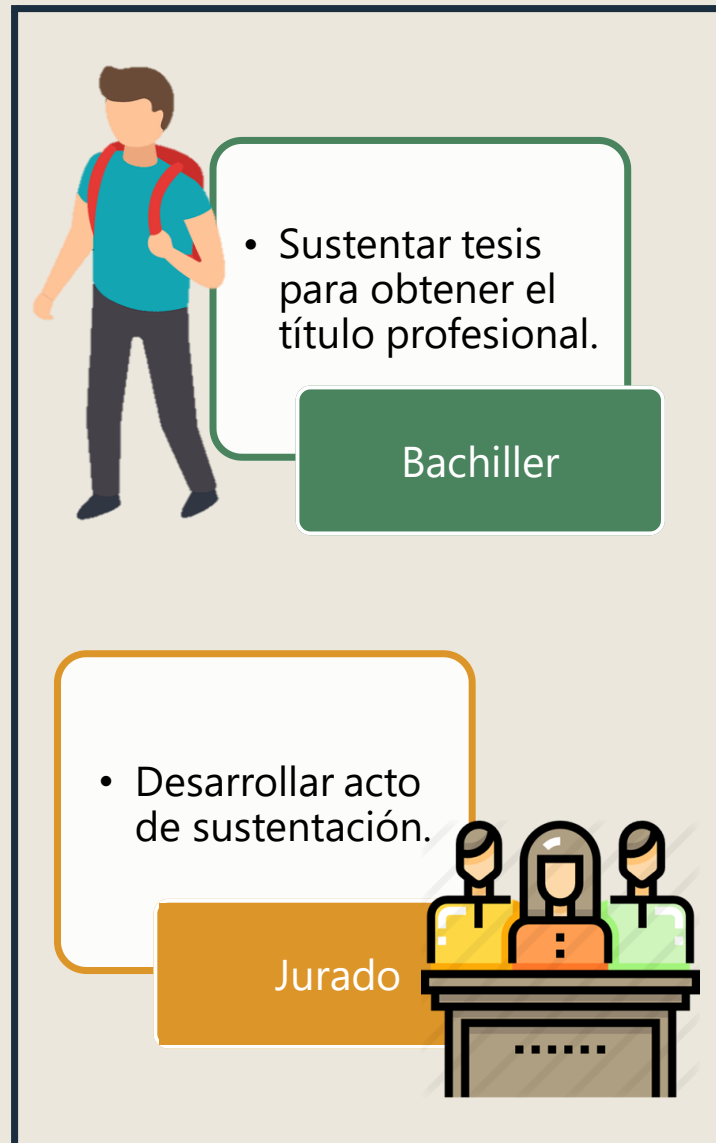 • Sustentar tesis
para obtener el
título profesional.
Bachiller
• Desarrollar acto
de sustentación.
Jurado